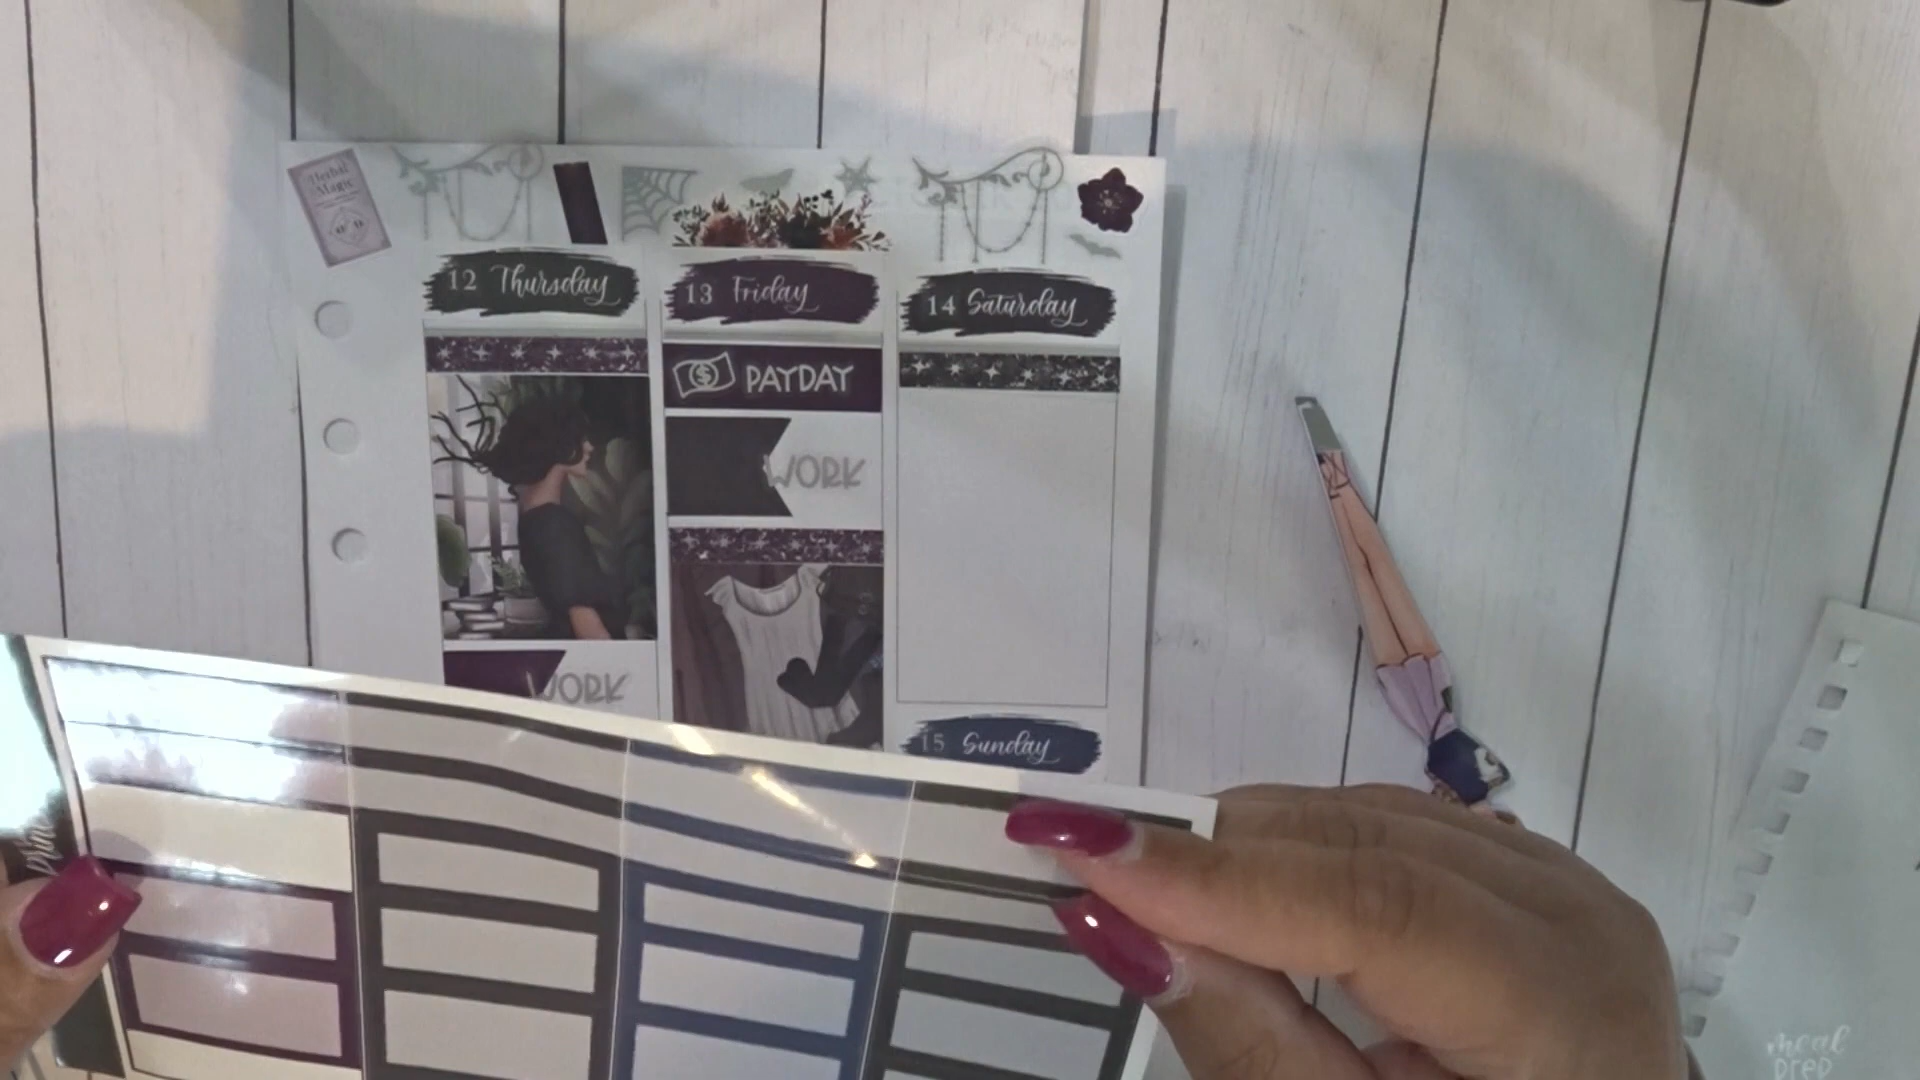 Herbal
Magic
12 Thursday
13 Friday
14 Saturday
PAYDAY
WORK
WORK
15 Sunday
meal
prep